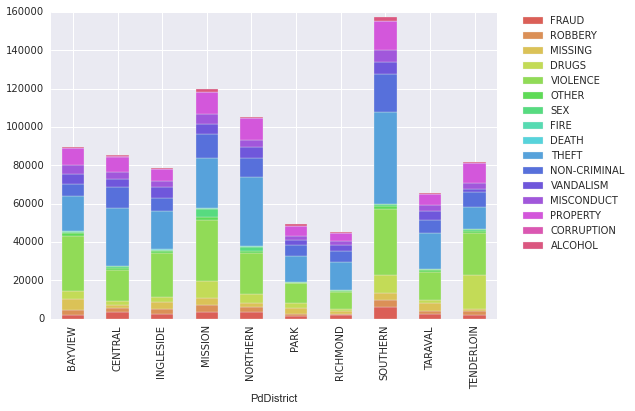 160000
140000
120000
100000
80000
60000
40000
20000
0
BAYVIEW
CENTRAL
INGLESIDE
MISSION
NORTHERN
PARK
RICHMOND
SOUTHERN
TARAVAL
TENDERLOIN
PdDistrict
FRAUD
ROBBERY
MISSING
DRUGS
VIOLENCE
OTHER
SEX
FIRE
DEATH
THEFT
NON-CRIMINAL
VANDALISM
MISCONDUCT
PROPERTY
CORRUPTION
ALCOHOL